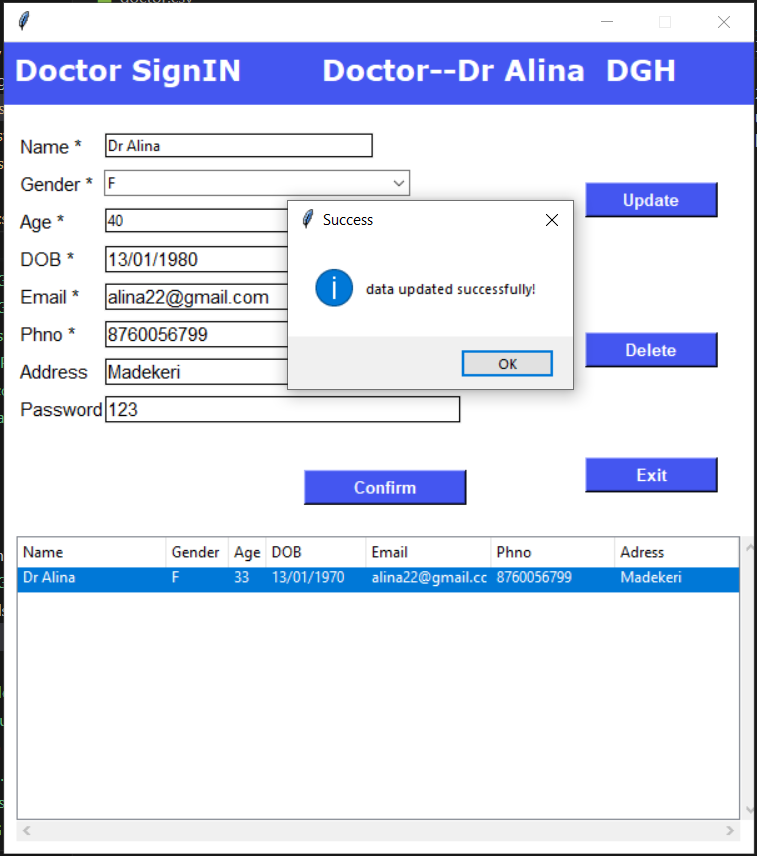 doctor.csv
Doctor SignIN Doctor--Dr Alina DGH
Name * Dr Alina
Gender * F
Update
Age * 40
Success
DOB * 13/01/1980
Email * alina22@gmail.com
data updated successfully!
Phno * 8760056799
Delete
Address Madekeri
OK
Password 123
Confirm
Exit
Name Gender Age DOB Email Phno Adress
Dr Alina F 33 13/01/1970 alina22@gmail.cc 8760056799 Madekeri